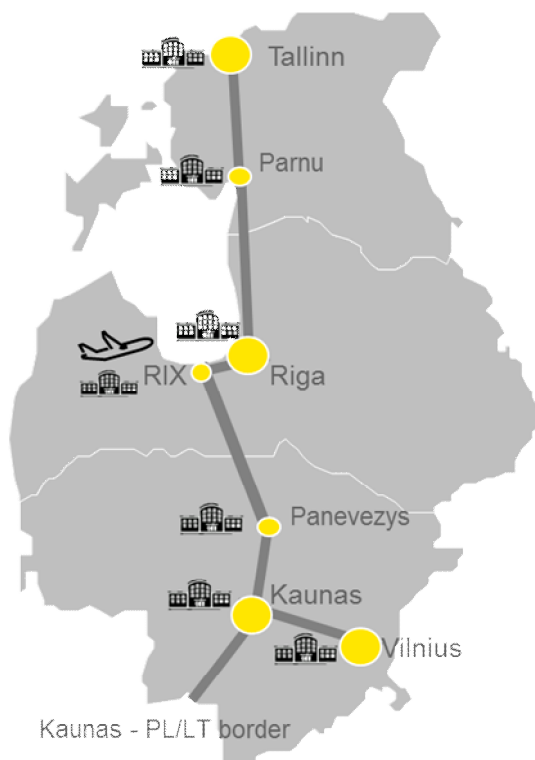 Tallinn
Parnu
RIX
Riga
Panevezys
Kaunas
Vilnius
Kaunas - PL/LT border